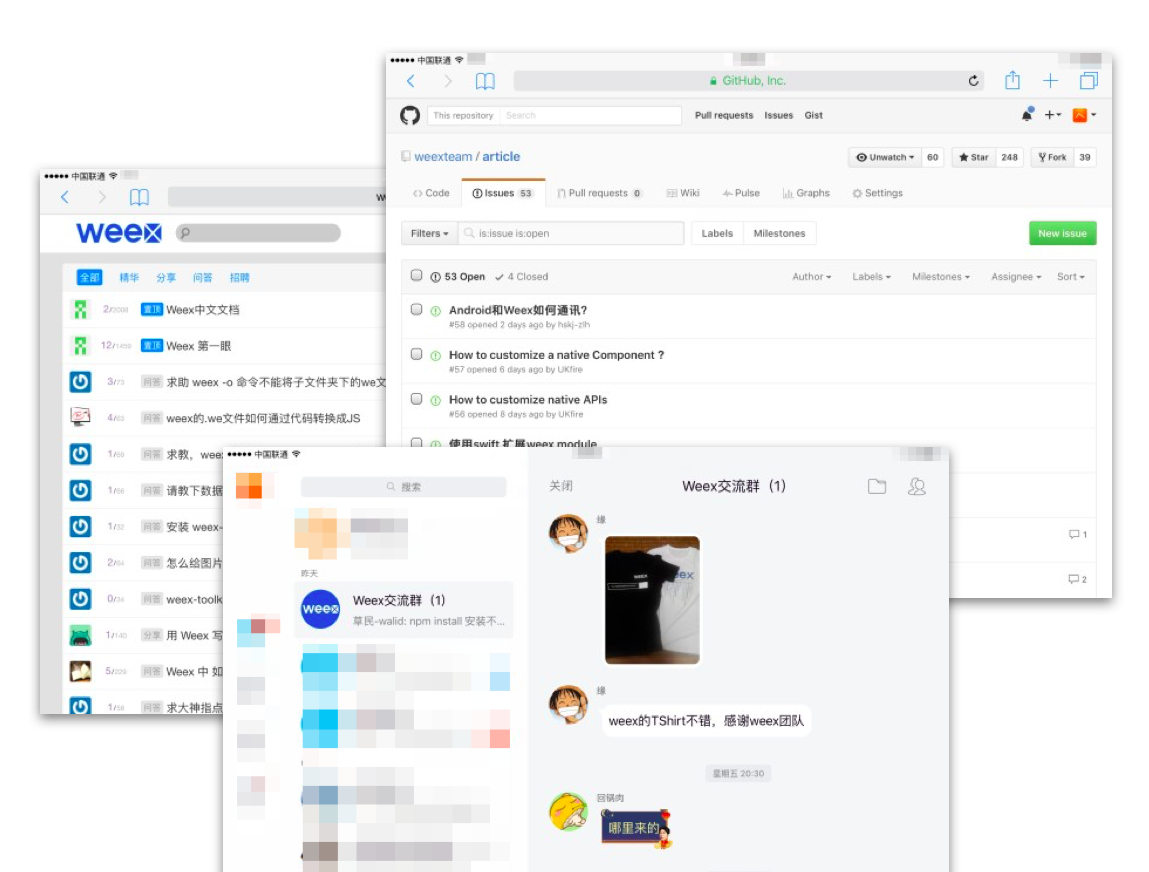 中国联通
GitHub, Inc.
This repository Search
Pull requests Issues Gist
weexteam / article
Unwatch 60 Star 248 Fork 39
Code Issues 53 Pull requests 0 Wiki Pulse Graphs Settings
Filters is:issue is:open Labels Milestones New issue
53 Open 4 Closed Author Labels Milestones Assignee Sort
Android和Weex如何通讯?
#58 opened 2 days ago by hskj-zlh
How to customize a native Component ?
#57 opened 6 days ago by UKfire
How to customize native APIs
#56 opened 8 days ago by UKfire
使用swift 扩展weex module
1
2
中国联通
w
weex
全部 精华 分享 问答 招聘
2/2008 置顶 Weex中文文档
12/1459 置顶 Weex 第一眼
3/73 问答 求助 weex -o 命令不能将子文件夹下的we文
4/63 问答 weex的.we文件如何通过代码转换成JS
问答 求教，weex
问答 请教下数据
1/32 问答 安装 weex-
2/64 问答 怎么给图片
0/34 问答 weex-toolk
1/140 分享 用 Weex 写
5/229 问答 Weex 中 如
问答 求大神指点
中国联通
搜索
昨天
weex
Weex交流群（1）
草民-walid: npm install 安装不...
关闭 Weex交流群（1）
缘
weex
缘
weex的TShirt不错，感谢weex团队
星期五 20:30
回锅肉
哪里来的